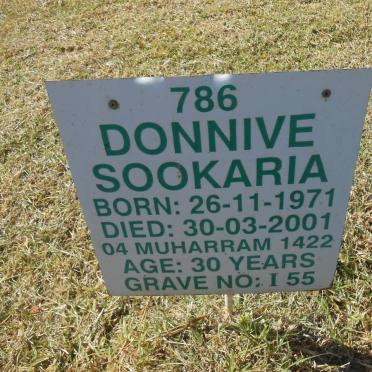 786
DONNIVE
SOOKARIA
BORN: 26-11-1971
DIED: 30-03-2001
04 MUHARRAM 1422
AGE: 30 YEARS
GRAVE NO: I 55